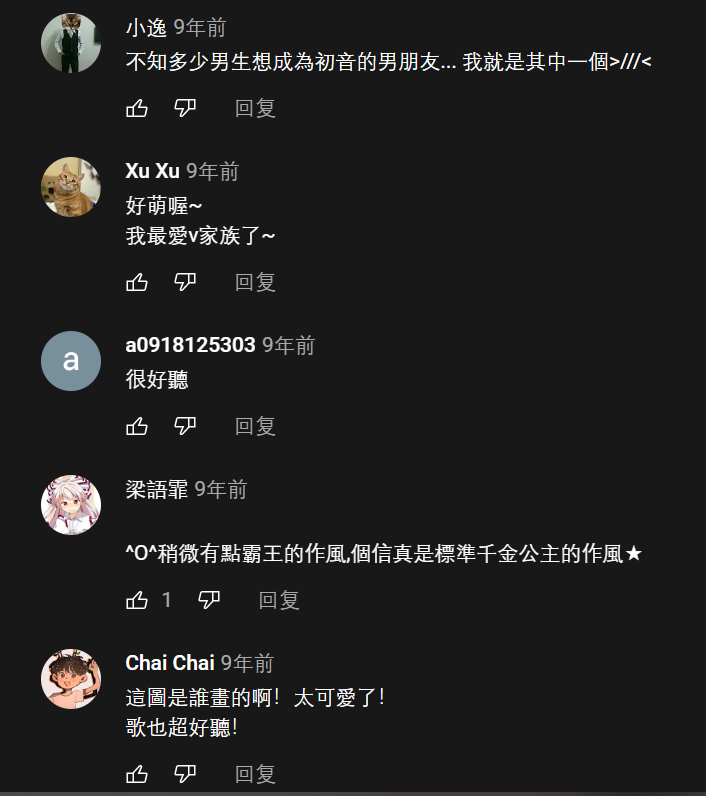 小逸 9年前
不知多少男生想成為初音的男朋友... 我就是其中一個>///<
回复
Xu Xu 9年前
好萌喔~
我最愛v家族了~
回复
a
a0918125303 9年前
很好聽
回复
梁語霏 9年前
^O^稍微有點霸王的作風,個信真是標準千金公主的作風★
1
回复
Chai Chai 9年前
這圖是誰畫的啊！太可愛了！
歌也超好聽！
回复